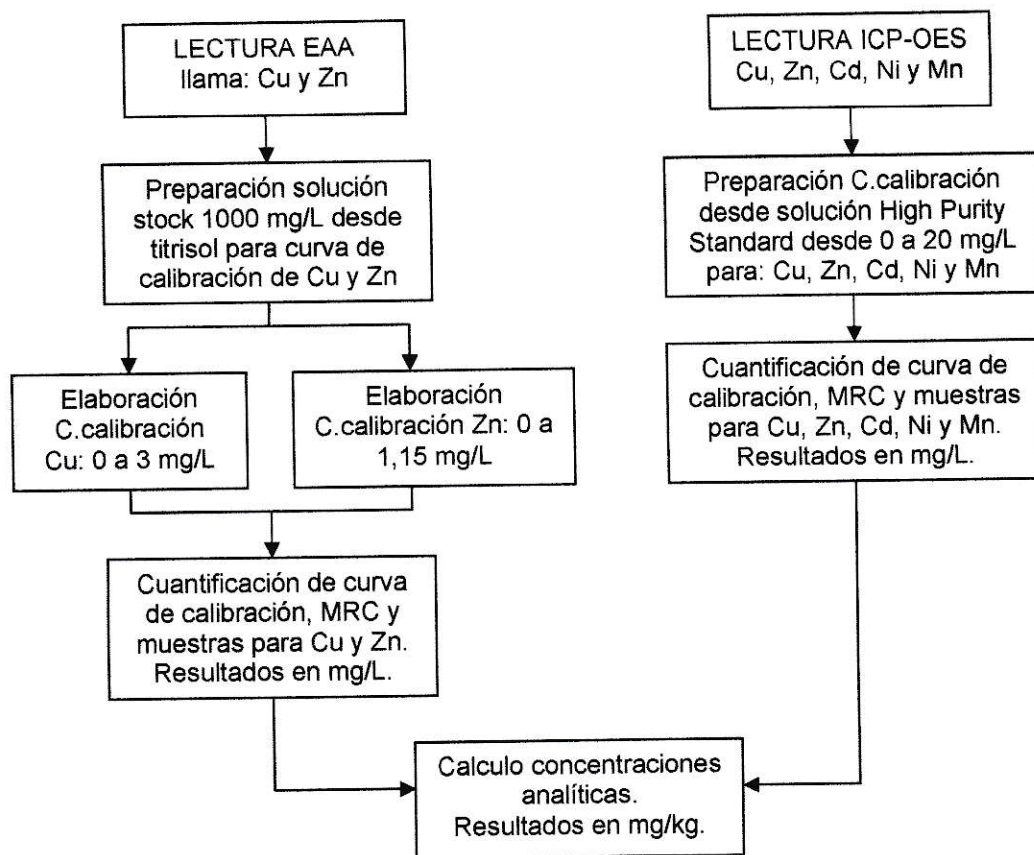 LECTURA EAA
llama: Cu y Zn
Preparación solución
stock 1000 mg/L desde
titrisol para curva de
calibración de Cu y Zn
Elaboración
C.calibración
Cu: 0 a 3 mg/L
Elaboración
C.calibración Zn: 0 a
1,15 mg/L
Cuantificación de curva
de calibración, MRC y
muestras para Cu y Zn.
Resultados en mg/L.
LECTURA ICP-OES
Cu, Zn, Cd, Ni y Mn
Preparación C.calibración
desde solución High Purity
Standard desde 0 a 20 mg/L
para: Cu, Zn, Cd, Ni y Mn
Cuantificación de curva de
calibración, MRC y muestras
para Cu, Zn, Cd, Ni y Mn.
Resultados en mg/L.
Calculo concentraciones
analíticas.
Resultados en mg/kg.